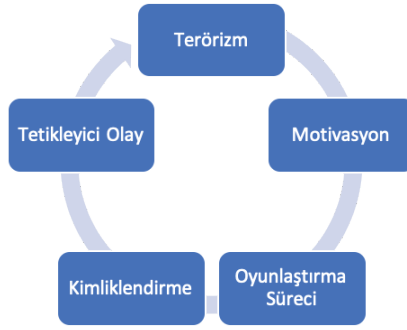 Terörizm
Motivasyon
Oyunlaştırma
Süreci
Kimliklendirme
Tetikleyici Olay